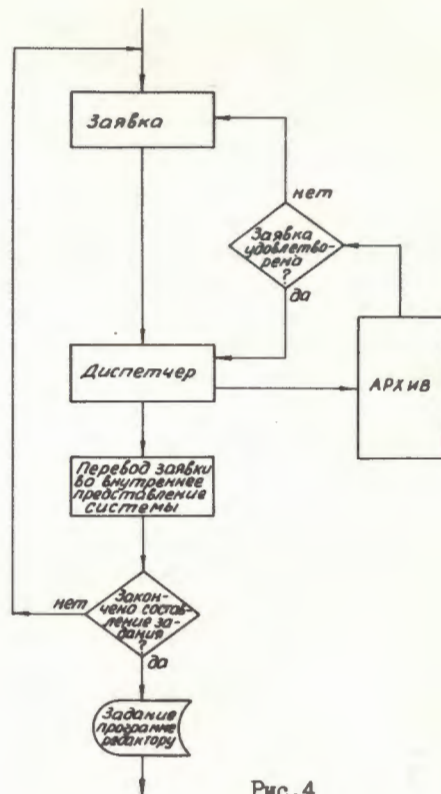 Заявка
нет
Заявка
удовлетво-
рена
?
да
Диспетчер
АРХИВ
Перевод заявки
во внутреннее
представление
системы
Закон-
чено состав-
ление за-
дания
?
нет
да
Задание
программе
редактору
Рис.4